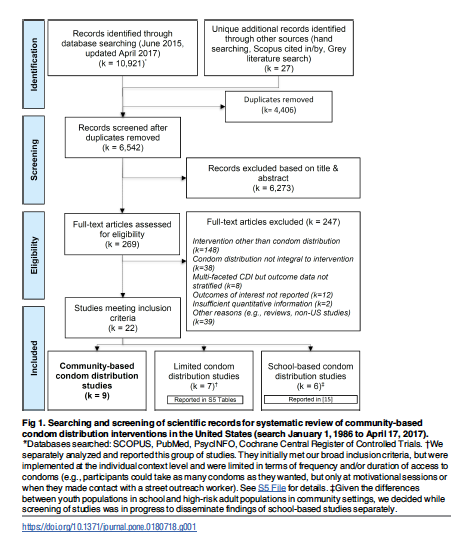 Identification
Records identified through
database searching (June 2015,
updated April 2017)
(k = 10,921)*
Unique additional records identified
through other sources (hand
searching, Scopus cited in/by, Grey
literature search)
(k = 27)
Duplicates removed
(k= 4,406)
Screening
Records screened after
duplicates removed
(k = 6,542)
Records excluded based on title &
abstract
(k = 6,273)
Eligibility
Full-text articles assessed
for eligibility
(k = 269)
Full-text articles excluded (k = 247)
Intervention other than condom distribution
(k=148)
Condom distribution not integral to intervention
(k=38)
Multi-faceted CDI but outcome data not
stratified (k=8)
Outcomes of interest not reported (k=12)
Insufficient quantitative information (k=2)
Other reasons (e.g., reviews, non-US studies)
(k=39)
Included
Studies meeting inclusion
criteria
(k = 22)
Community-based
condom distribution
studies
(k = 9)
Limited condom
distribution studies
(k = 7)†
Reported in S5 Tables
School-based condom
distribution studies
(k = 6)‡
Reported in [15]
Fig 1. Searching and screening of scientific records for systematic review of community-based
condom distribution interventions in the United States (search January 1, 1986 to April 17, 2017).
*Databases searched: SCOPUS, PubMed, PsycINFO, Cochrane Central Register of Controlled Trials. †We
separately analyzed and reported this group of studies. They initially met our broad inclusion criteria, but were
implemented at the individual context level and were limited in terms of frequency and/or duration of access to
condoms (e.g., participants could take as many condoms as they wanted, but only at motivational sessions or
when they made contact with a street outreach worker). See S5 File for details. ‡Given the differences
between youth populations in school and high-risk adult populations in community settings, we decided while
screening of studies was in progress to disseminate findings of school-based studies separately.
https://doi.org/10.1371/journal.pone.0180718.g001